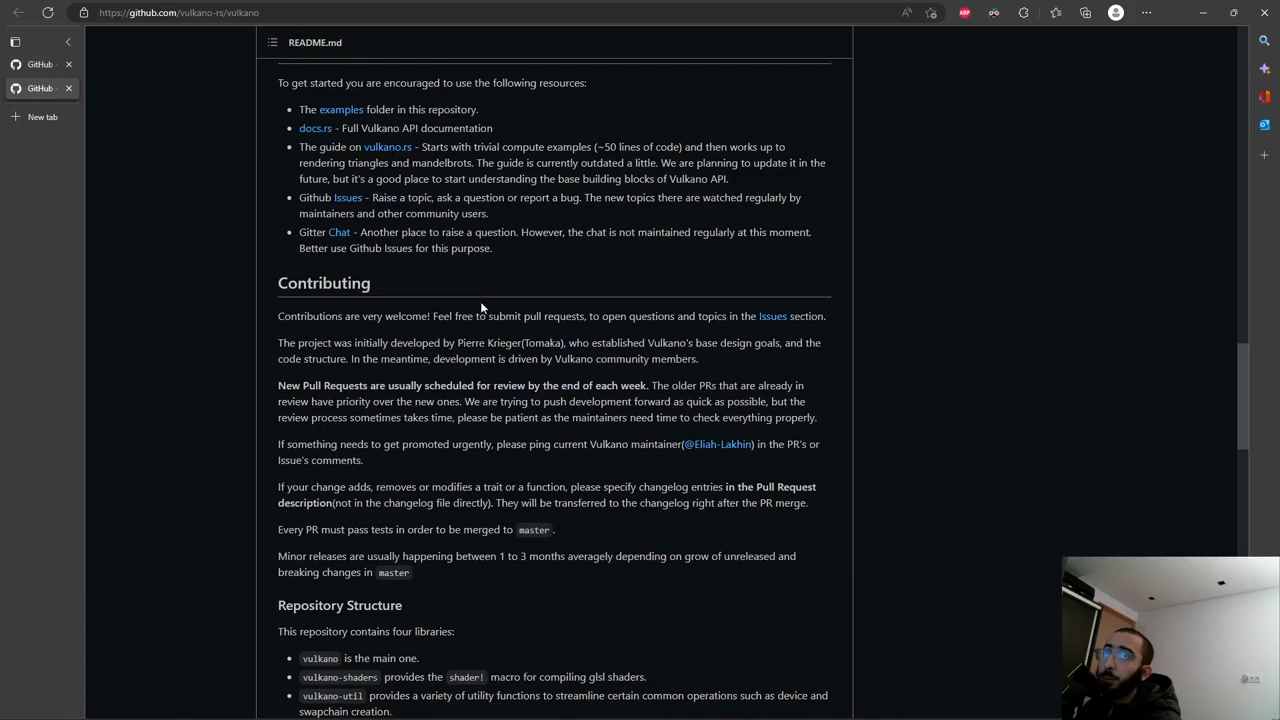 https://github.com/vulkano-rs/vulkano
GitHub
GitHub
New tab
README.md
To get started you are encouraged to use the following resources:
The examples folder in this repository.
docs.rs - Full Vulkano API documentation
The guide on vulkano.rs - Starts with trivial compute examples (~50 lines of code) and then works up to
rendering triangles and mandelbrots. The guide is currently outdated a little. We are planning to update it in the
future, but it's a good place to start understanding the base building blocks of Vulkano API.
Github Issues - Raise a topic, ask a question or report a bug. The new topics there are watched regularly by
maintainers and other community users.
Gitter Chat - Another place to raise a question. However, the chat is not maintained regularly at this moment.
Better use Github Issues for this purpose.
Contributing
Contributions are very welcome! Feel free to submit pull requests, to open questions and topics in the Issues section.
The project was initially developed by Pierre Krieger(Tomaka), who established Vulkano's base design goals, and the
code structure. In the meantime, development is driven by Vulkano community members.
New Pull Requests are usually scheduled for review by the end of each week. The older PRs that are already in
review have priority over the new ones. We are trying to push development forward as quick as possible, but the
review process sometimes takes time, please be patient as the maintainers need time to check everything properly.
If something needs to get promoted urgently, please ping current Vulkano maintainer(@Eliah-Lakhin) in the PR's or
Issue's comments.
If your change adds, removes or modifies a trait or a function, please specify changelog entries in the Pull Request
description(not in the changelog file directly). They will be transferred to the changelog right after the PR merge.
Every PR must pass tests in order to be merged to master.
Minor releases are usually happening between 1 to 3 months averagely depending on grow of unreleased and
breaking changes in master
Repository Structure
This repository contains four libraries:
vulkano is the main one.
vulkano-shaders provides the shader! macro for compiling glsl shaders.
vulkano-util provides a variety of utility functions to streamline certain common operations such as device and
swapchain creation.